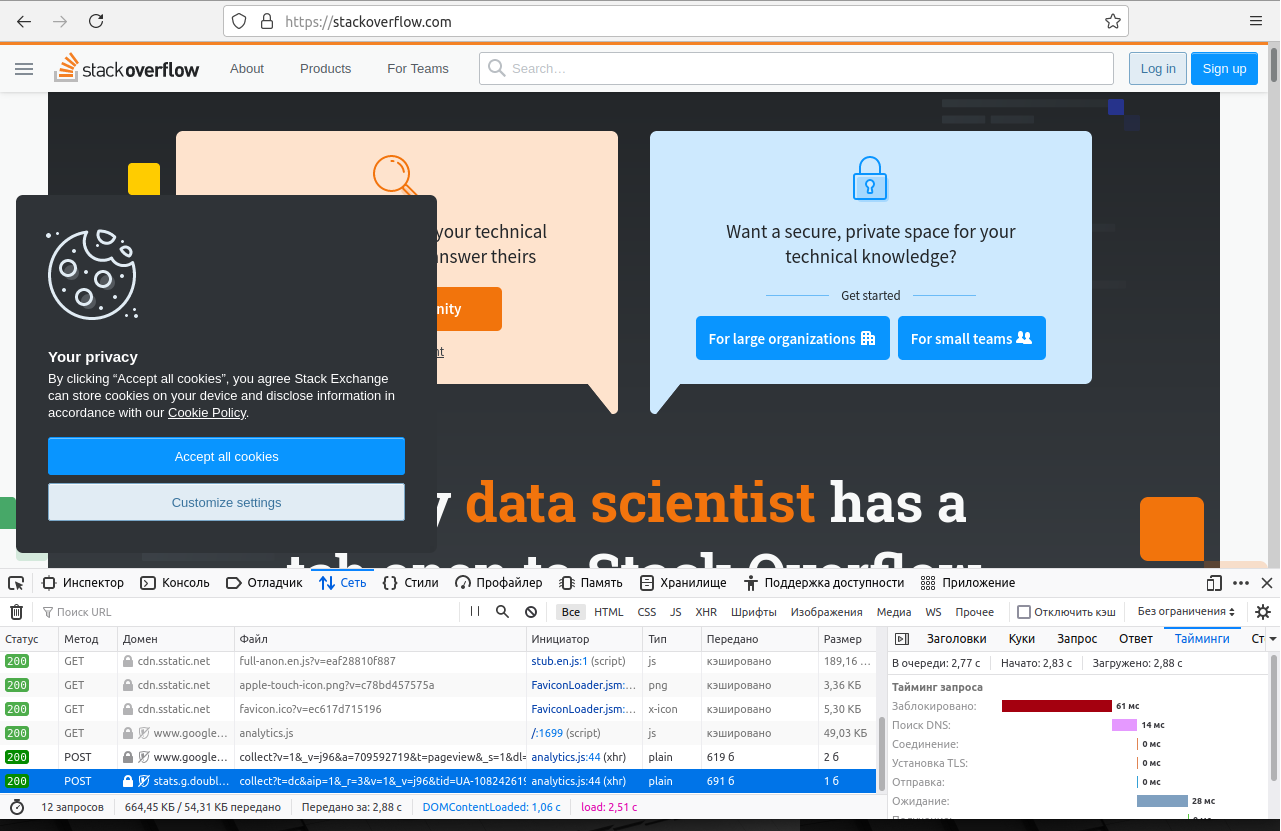 https://stackoverflow.com
stack overflow About Products For Teams Search… Log in Sign up
your technical
answer theirs
Want a secure, private space for your
technical knowledge?
Get started
For large organizations For small teams
Your privacy
By clicking “Accept all cookies”, you agree Stack Exchange
can store cookies on your device and disclose information in
accordance with our Cookie Policy.
Accept all cookies
Customize settings
data scientist has a
Инспектор Консоль Отладчик Сеть Стили Профайлер Память Хранилище Поддержка доступности Приложение
Поиск URL Все HTML CSS JS XHR Шрифты Изображения Медиа WS Прочее Отключить кэш Без ограничения
Статус Метод Домен Файл Инициатор Тип Передано Размер
200 GET cdn.sstatic.net full-anon.en.js?v=eaf28810f887 stub.en.js:1 (script) js кэшировано 189,16 …
200 GET cdn.sstatic.net apple-touch-icon.png?v=c78bd457575a FaviconLoader.jsm:… png кэшировано 3,36 КБ
200 GET cdn.sstatic.net favicon.ico?v=ec617d715196 FaviconLoader.jsm:… x-icon кэшировано 5,30 КБ
200 GET www.google… analytics.js /:1699 (script) js кэшировано 49,03 КБ
200 POST www.google… collect?v=1&_v=j96&a=709592719&t=pageview&_s=1&dl= analytics.js:44 (xhr) plain 619 б 2 б
200 POST stats.g.doubl… collect?t=dc&aip=1&_r=3&v=1&_v=j96&tid=UA-108242619 analytics.js:44 (xhr) plain 691 б 1 б
12 запросов 664,45 КБ / 54,31 КБ передано Передано за: 2,88 с DOMContentLoaded: 1,06 с load: 2,51 с
Заголовки Куки Запрос Ответ Тайминги Ст
В очереди: 2,77 с Начато: 2,83 с Загружено: 2,88 с
Тайминг запроса
Заблокировано: 61 мс
Поиск DNS: 14 мс
Соединение: 0 мс
Установка TLS: 0 мс
Отправка: 0 мс
Ожидание: 28 мс